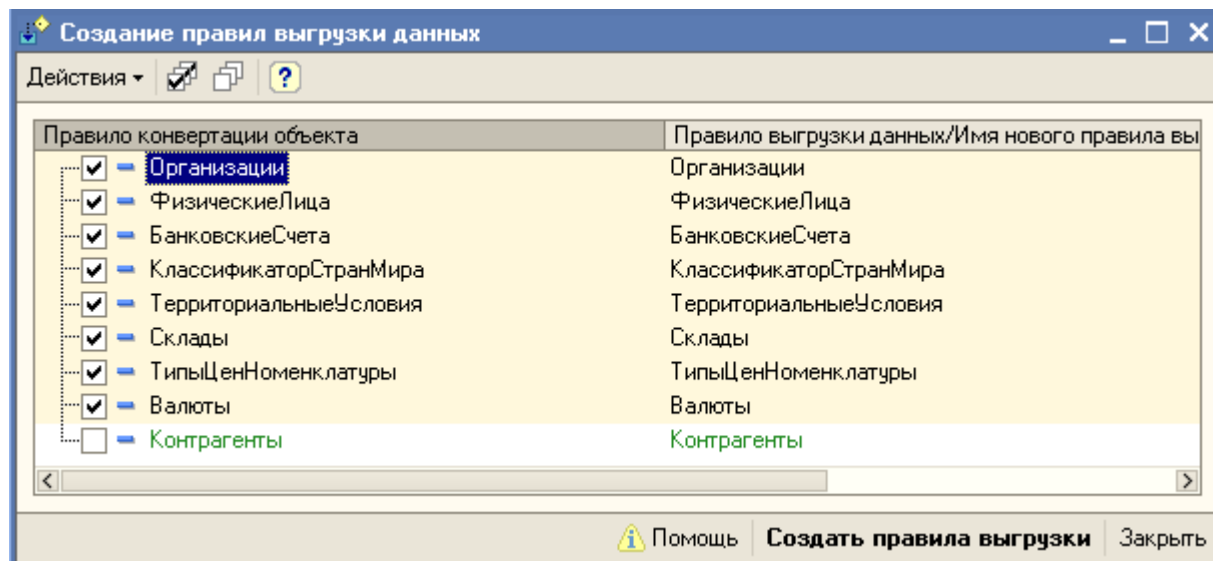 Создание правил выгрузки данных
Действия
Правило конвертации объекта Правило выгрузки данных/Имя нового правила вы
Организации Организации
ФизическиеЛица ФизическиеЛица
БанковскиеСчета БанковскиеСчета
КлассификаторСтранМира КлассификаторСтранМира
ТерриториальныеУсловия ТерриториальныеУсловия
Склады Склады
ТипыЦенНоменклатуры ТипыЦенНоменклатуры
Валюты Валюты
Контрагенты Контрагенты
Помощь Создать правила выгрузки Закрыть